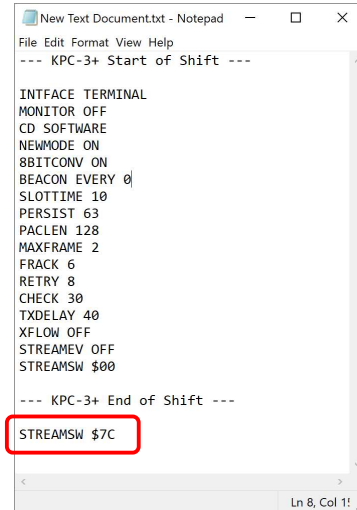 New Text Document.txt - Notepad
File Edit Format View Help
--- KPC-3+ Start of Shift ---
INTFACE TERMINAL
MONITOR OFF
CD SOFTWARE
NEWMODE ON
8BITCONV ON
BEACON EVERY 0
SLOTTIME 10
PERSIST 63
PACLEN 128
MAXFRAME 2
FRACK 6
RETRY 8
CHECK 30
TXDELAY 40
XFLOW OFF
STREAMEV OFF
STREAMSW $00
--- KPC-3+ End of Shift ---
STREAMSW $7C
Ln 8, Col